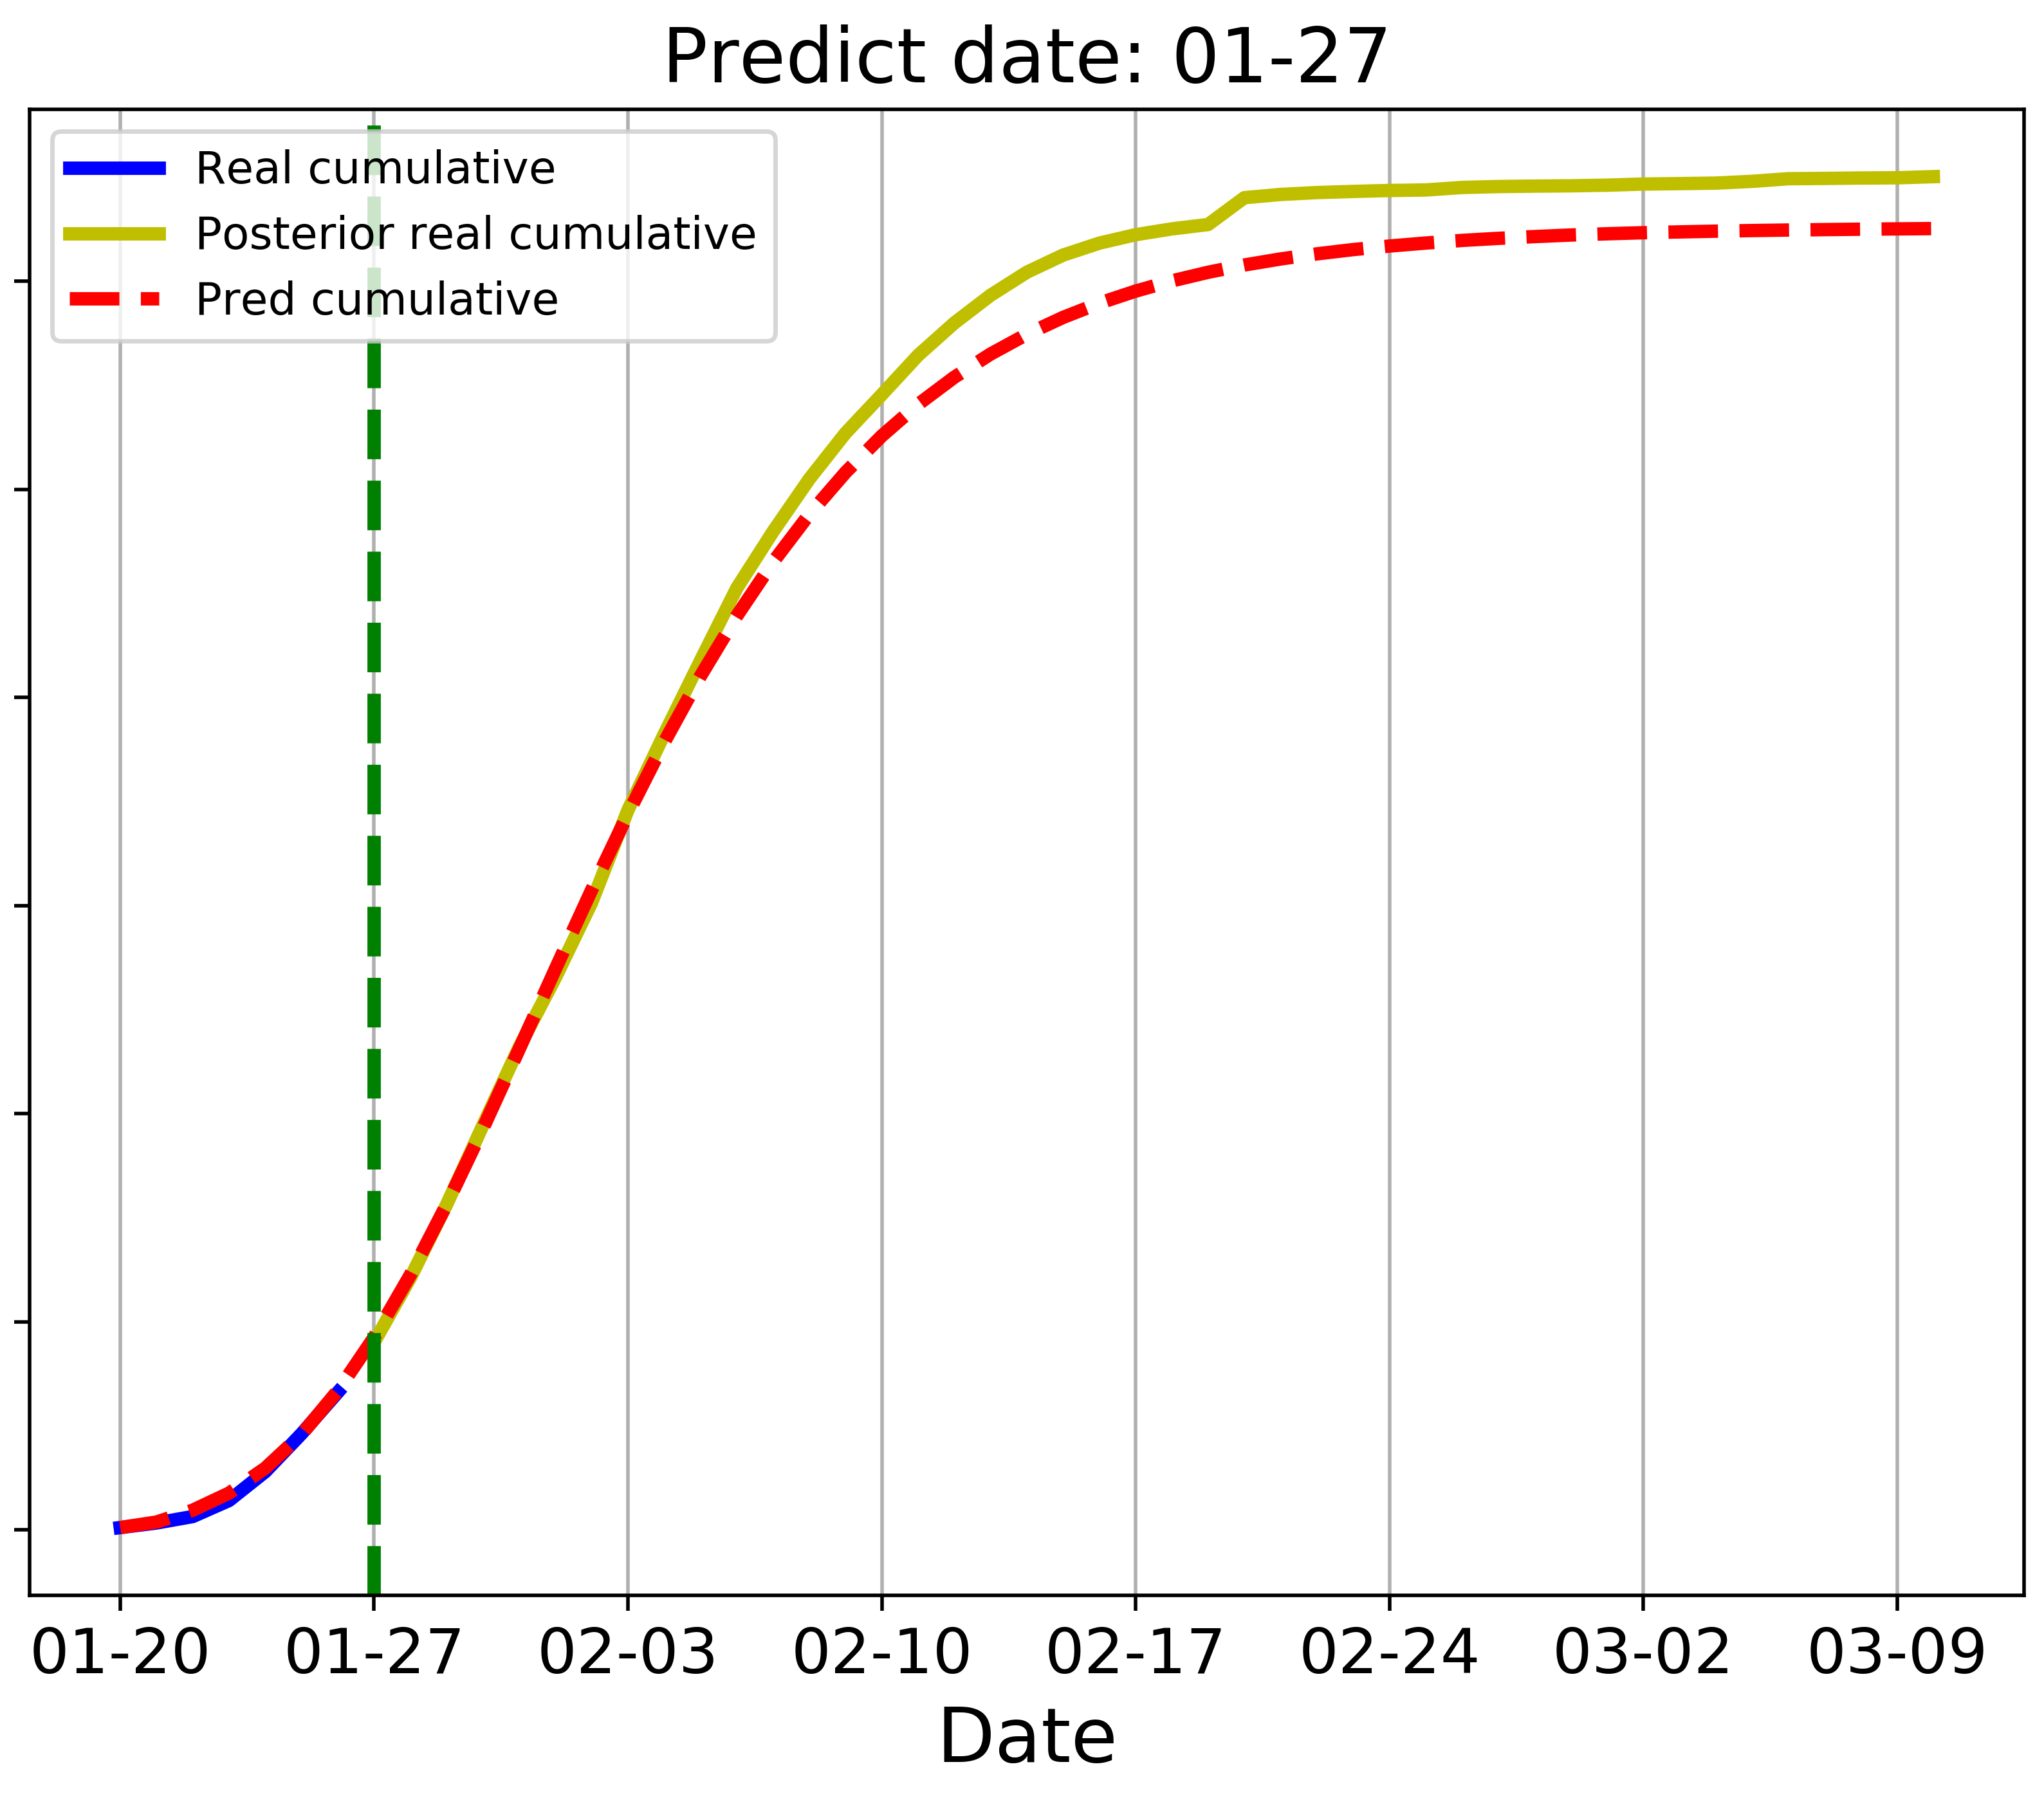 Predict date: 01-27
Real cumulative
Posterior real cumulative
Pred cumulative
01-20 01-27 02-03 02-10 02-17 02-24 03-02 03-09
Date